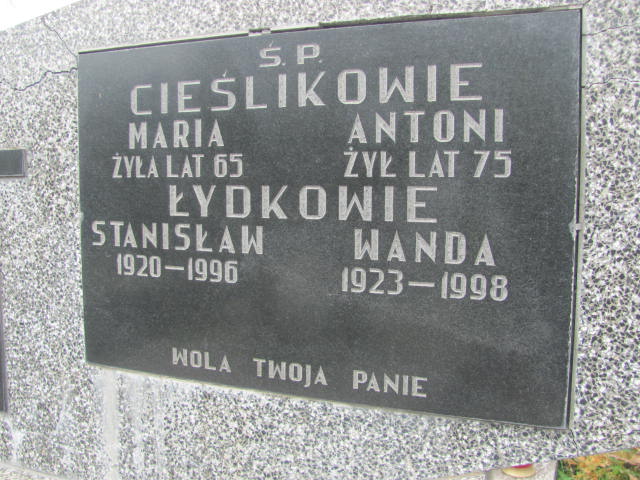 Ś. P.
CIEŚLIKOWIE
MARIA ANTONI
ŻYŁA LAT 65 ŻYŁ LAT 75
ŁYDKOWIE
STANISŁAW WANDA
1920–1996 1923–1998
WOLA TWOJA PANIE